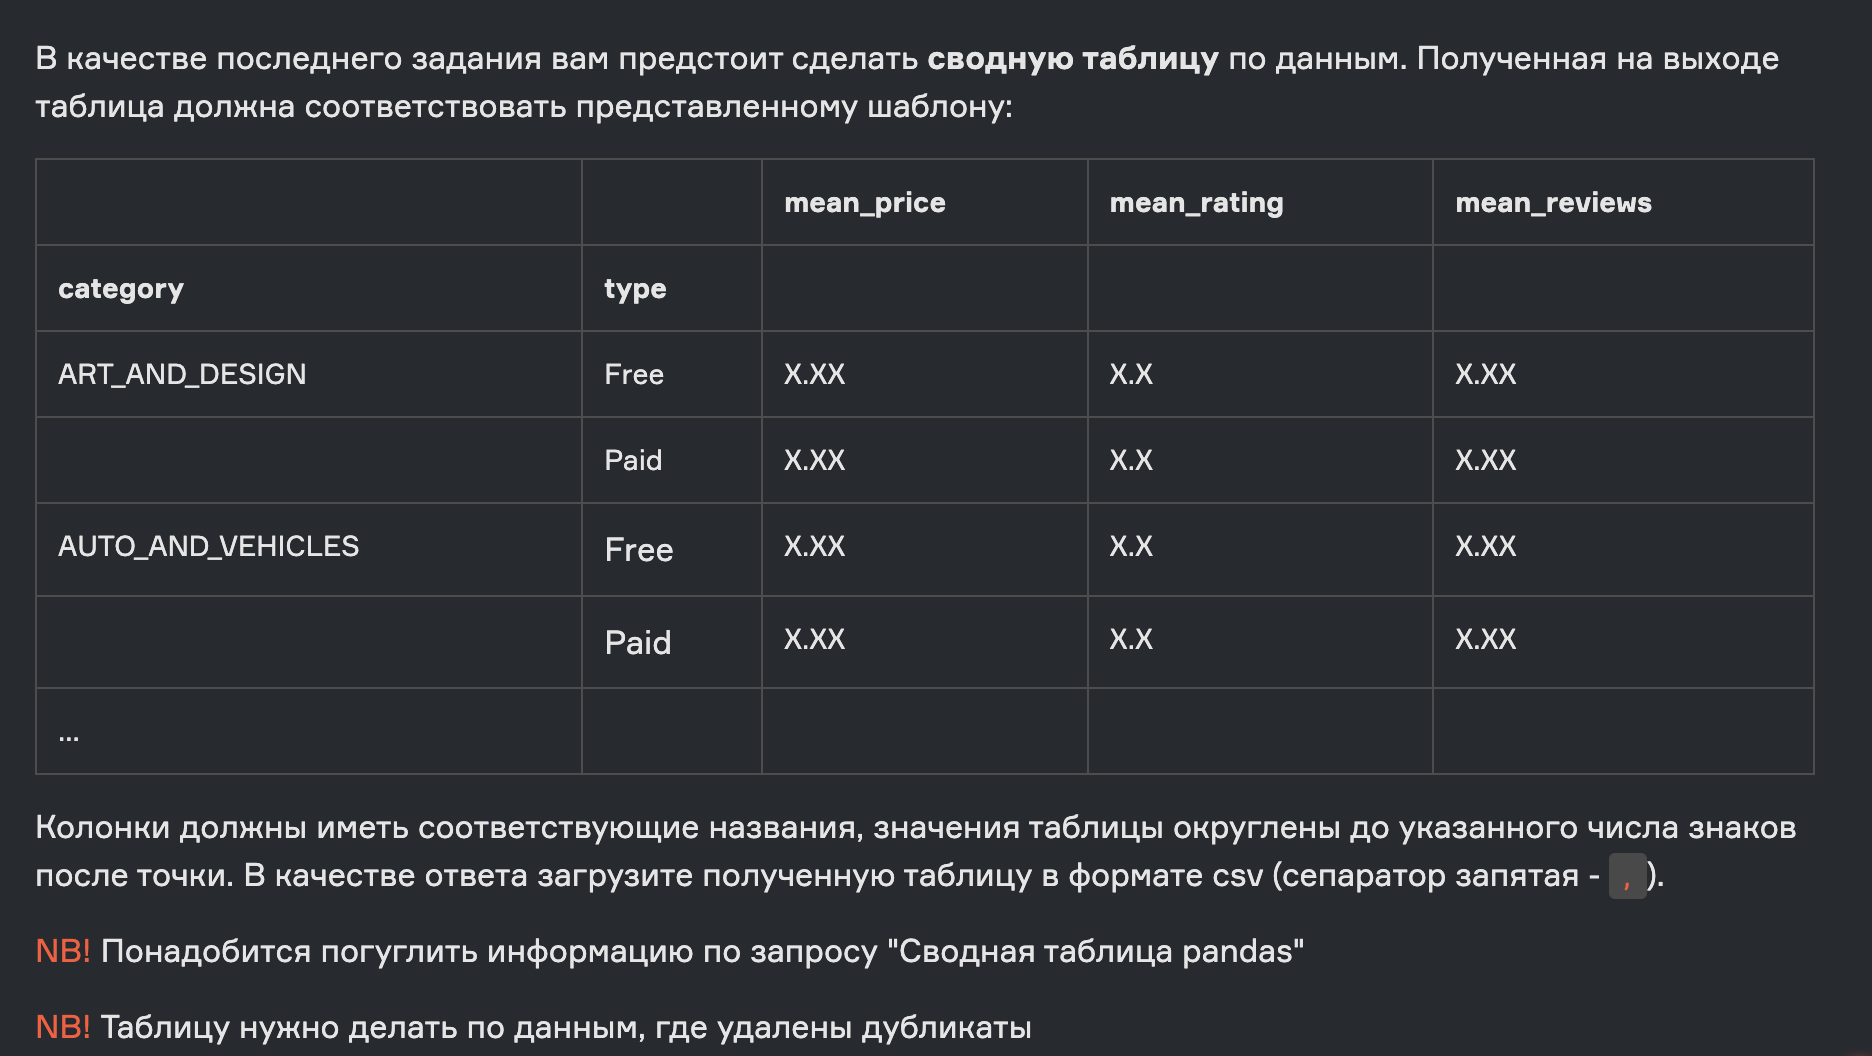 В качестве последнего задания вам предстоит сделать сводную таблицу по данным. Полученная на выходе
таблица должна соответствовать представленному шаблону:
mean_price mean_rating mean_reviews
category type
ART_AND_DESIGN Free X.XX X.X X.XX
Paid X.XX X.X X.XX
AUTO_AND_VEHICLES Free X.XX X.X X.XX
Paid X.XX X.X X.XX
...
Колонки должны иметь соответствующие названия, значения таблицы округлены до указанного числа знаков
после точки. В качестве ответа загрузите полученную таблицу в формате csv (сепаратор запятая - , ).
NB! Понадобится погуглить информацию по запросу "Сводная таблица pandas"
NB! Таблицу нужно делать по данным, где удалены дубликаты